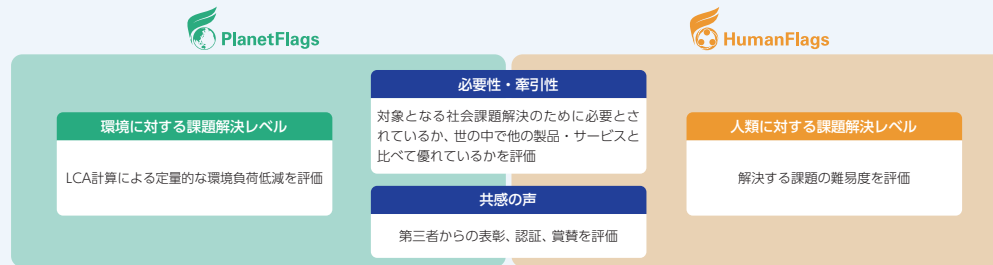 PlanetFlags
HumanFlags
環境に対する課題解決レベル
LCA計算による定量的な環境負荷低減を評価
必要性・牽引性
対象となる社会課題解決のために必要とさ
れているか、世の中で他の製品・サービスと
比べて優れているかを評価
共感の声
第三者からの表彰、認証、賞賛を評価
人類に対する課題解決レベル
解決する課題の難易度を評価